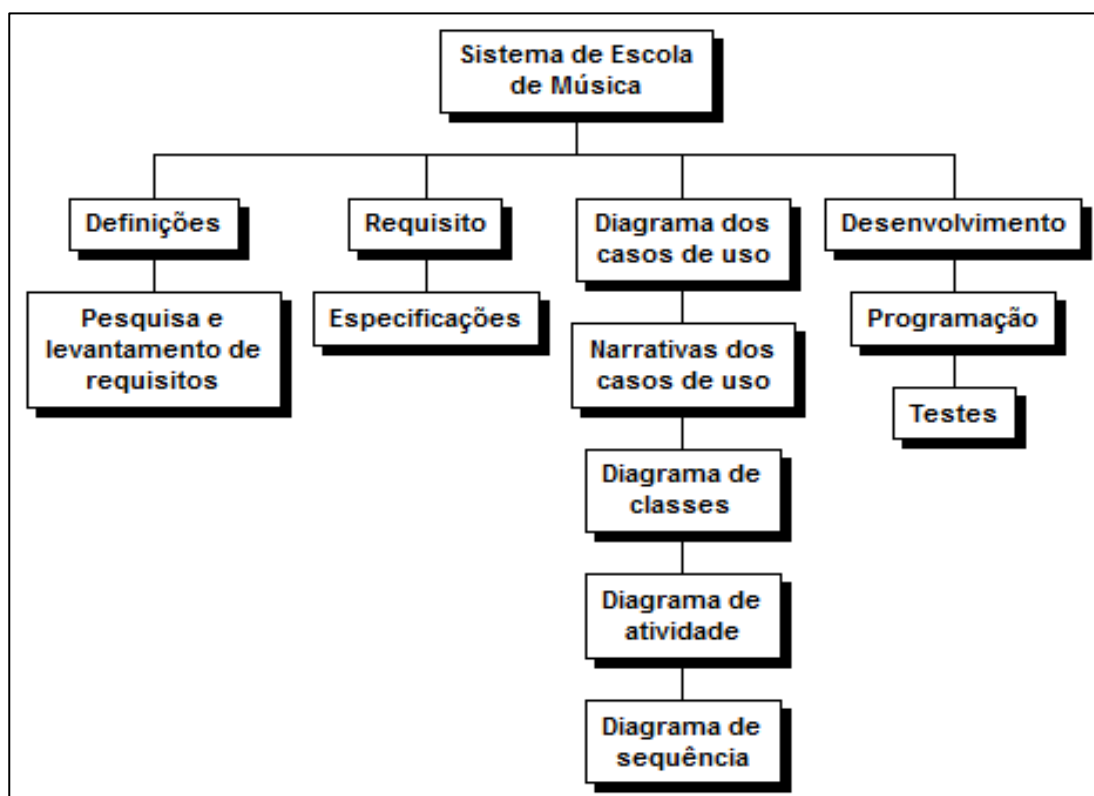 Sistema de Escola
de Música
Definições
Requisito
Diagrama dos
casos de uso
Desenvolvimento
Pesquisa e
levantamento de
requisitos
Especificações
Narrativas dos
casos de uso
Programação
Testes
Diagrama de
classes
Diagrama de
atividade
Diagrama de
sequência